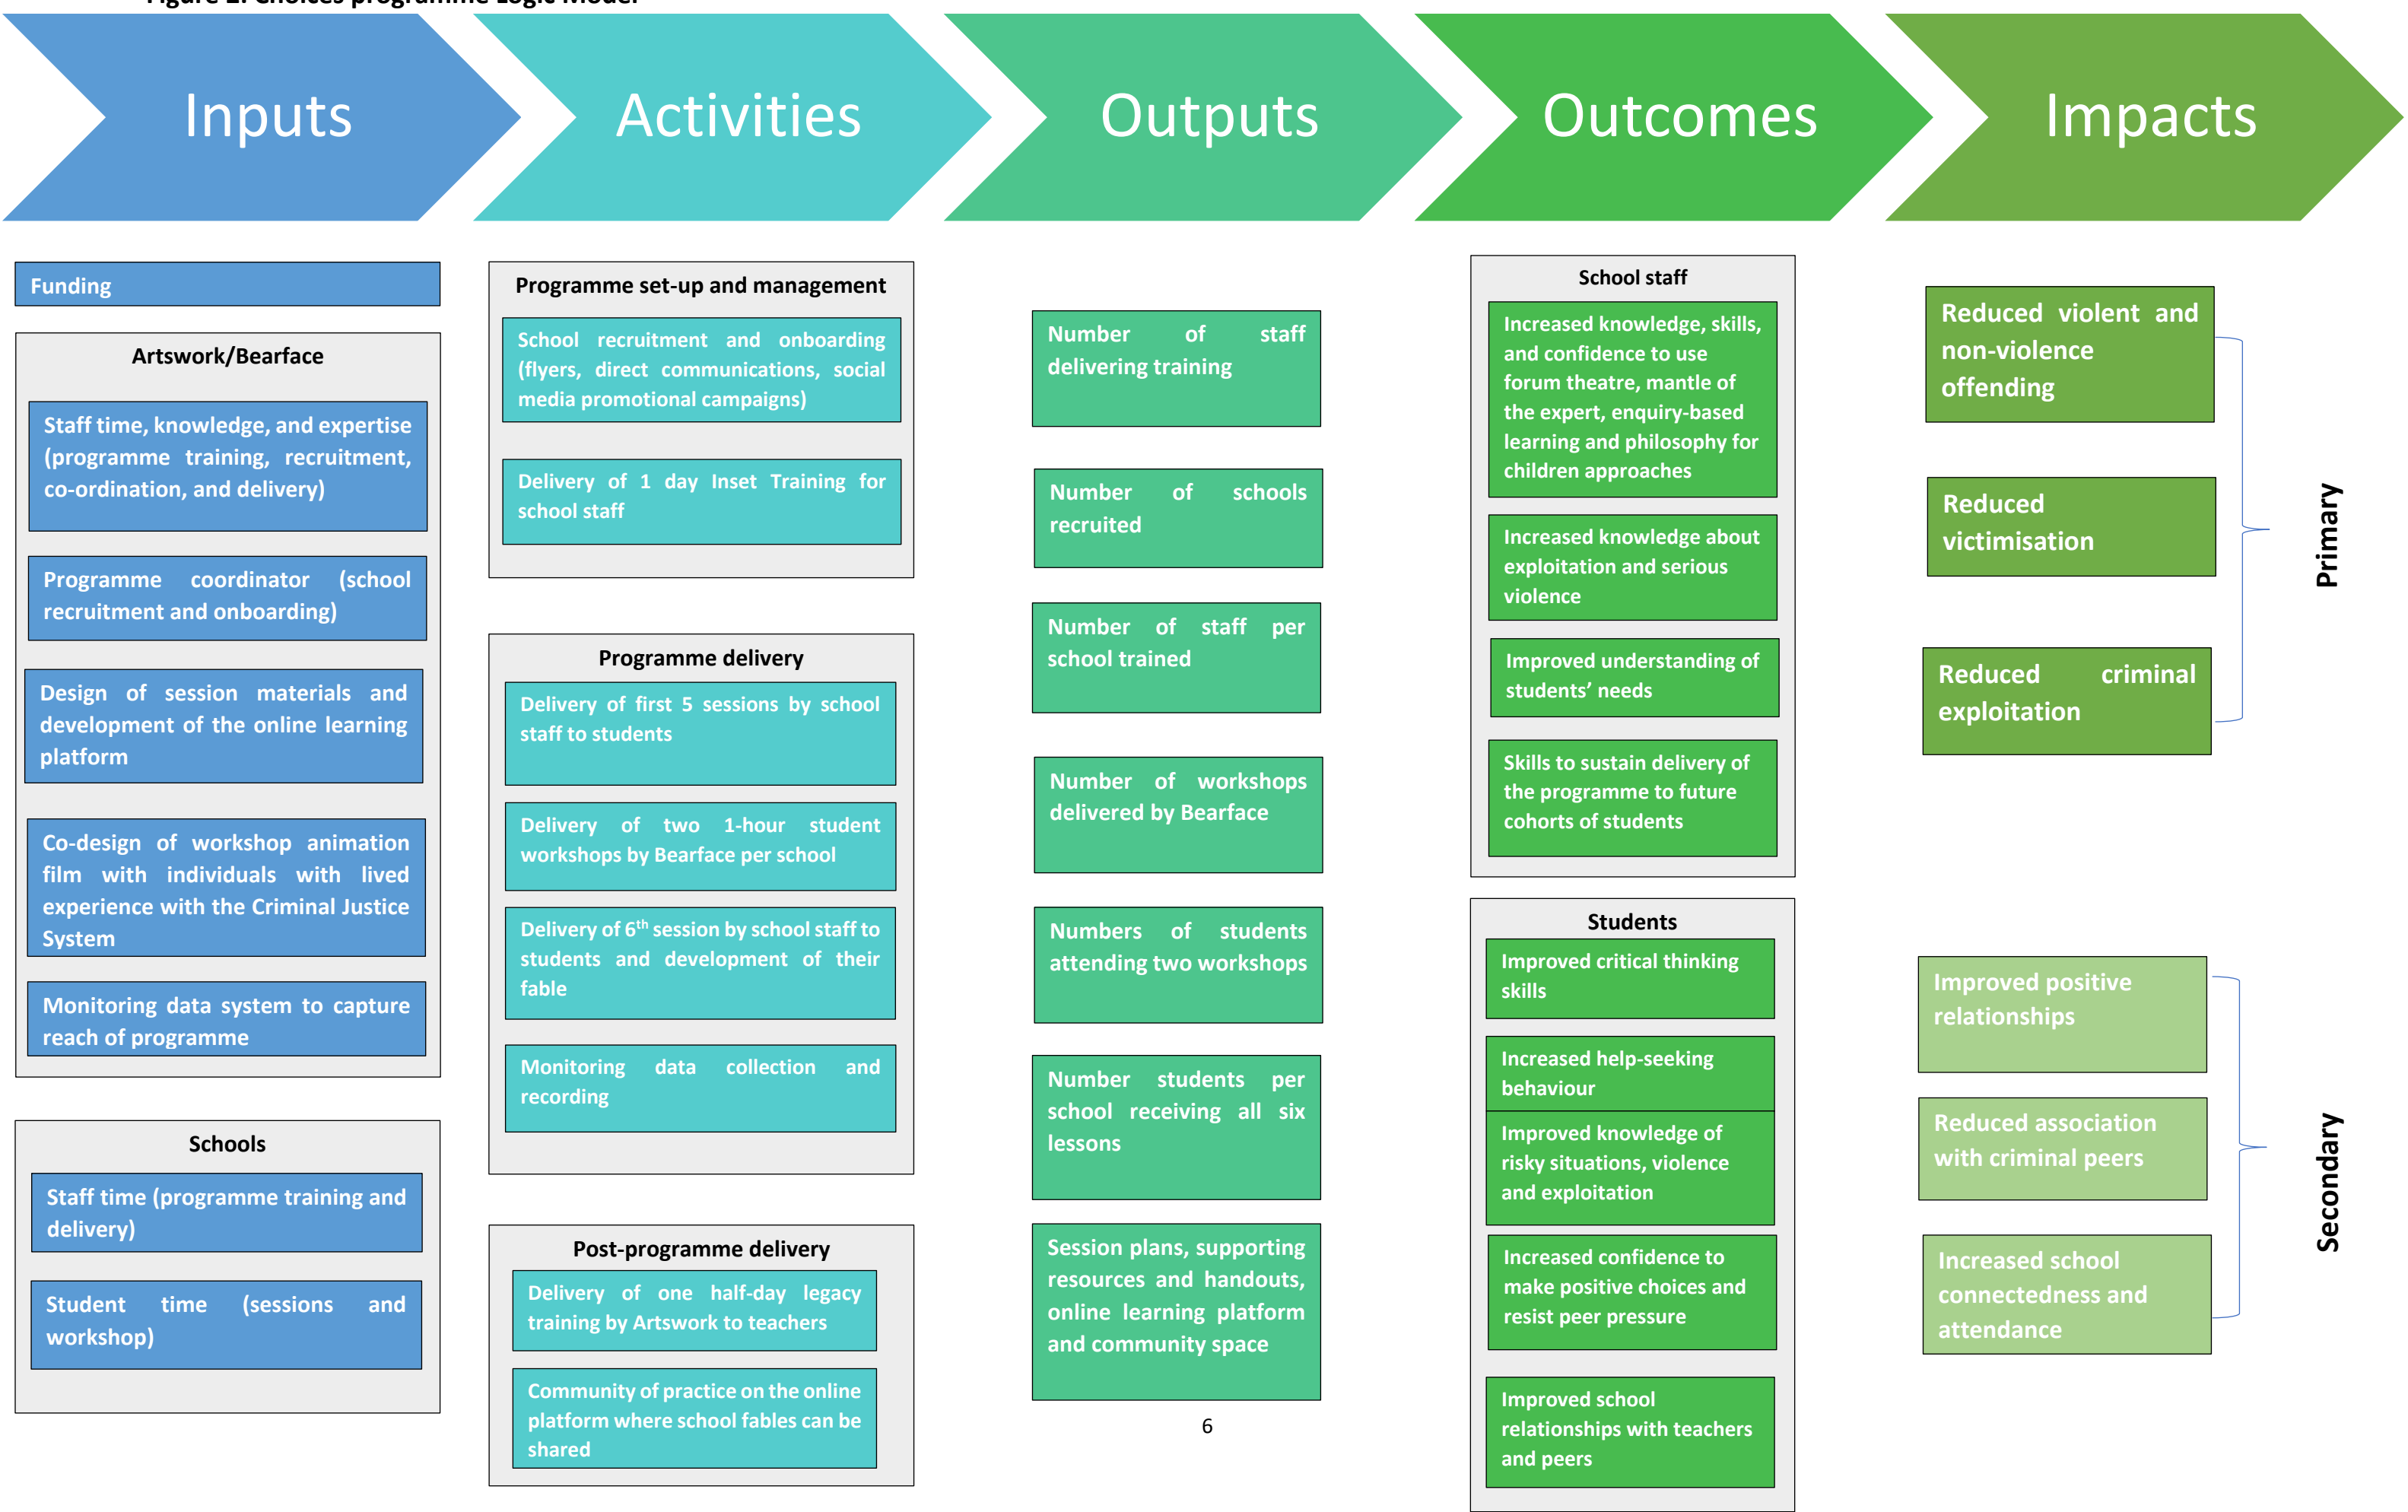 Figure 2: Choices programme Logic Model
Inputs
Activities
Outputs
Outcomes
Impacts
Funding
Artswork/Bearface
Staff time, knowledge, and expertise
(programme training, recruitment,
co-ordination, and delivery)
Programme coordinator (school
recruitment and onboarding)
Design of session materials and
development of the online learning
platform
Co-design of workshop animation
film with individuals with lived
experience with the Criminal Justice
System
Monitoring data system to capture
reach of programme
Schools
Staff time (programme training and
delivery)
Student time (sessions and
workshop)
Programme set-up and management
School recruitment and onboarding
(flyers, direct communications, social
media promotional campaigns)
Delivery of 1 day Inset Training for
school staff
Programme delivery
Delivery of first 5 sessions by school
staff to students
Delivery of two 1-hour student
workshops by Bearface per school
Delivery of 6th session by school staff to
students and development of their
fable
Monitoring data collection and
recording
Post-programme delivery
Delivery of one half-day legacy
training by Artswork to teachers
Community of practice on the online
platform where school fables can be
shared
Number of staff
delivering training
Number of schools
recruited
Number of staff per
school trained
Number of workshops
delivered by Bearface
Numbers of students
attending two workshops
Number students per
school receiving all six
lessons
Session plans, supporting
resources and handouts,
online learning platform
and community space
6
School staff
Increased knowledge, skills,
and confidence to use
forum theatre, mantle of
the expert, enquiry-based
learning and philosophy for
children approaches
Increased knowledge about
exploitation and serious
violence
Improved understanding of
students’ needs
Skills to sustain delivery of
the programme to future
cohorts of students
Students
Improved critical thinking
skills
Increased help-seeking
behaviour
Improved knowledge of
risky situations, violence
and exploitation
Increased confidence to
make positive choices and
resist peer pressure
Improved school
relationships with teachers
and peers
Reduced violent and
non-violence
offending
Reduced
victimisation
Reduced criminal
exploitation
Primary
Improved positive
relationships
Reduced association
with criminal peers
Increased school
connectedness and
attendance
Secondary